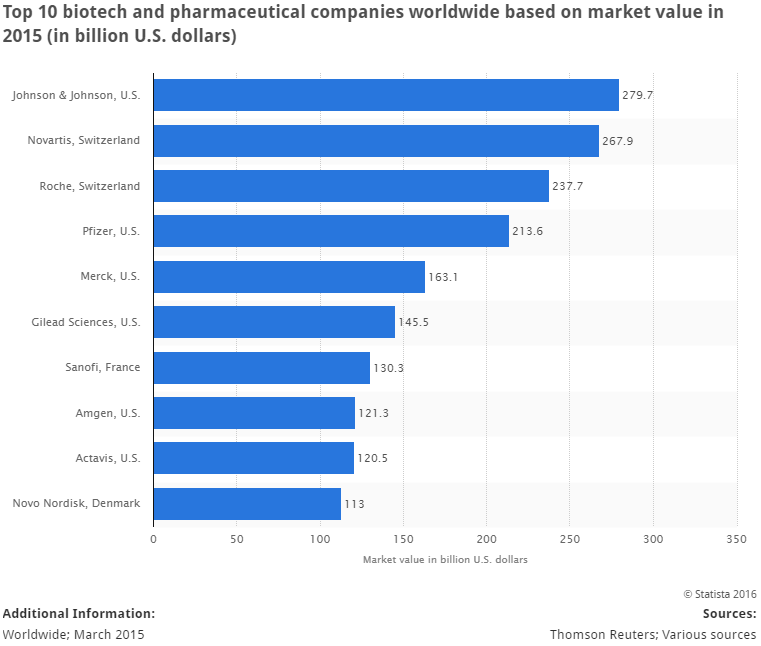 Top 10 biotech and pharmaceutical companies worldwide based on market value in
2015 (in billion U.S. dollars)
Johnson & Johnson, U.S. 279.7
Novartis, Switzerland 267.9
Roche, Switzerland 237.7
Pfizer, U.S. 213.6
Merck, U.S. 163.1
Gilead Sciences, U.S. 145.5
Sanofi, France 130.3
Amgen, U.S. 121.3
Actavis, U.S. 120.5
Novo Nordisk, Denmark 113
0 50 100 150 200 250 300 350
Market value in billion U.S. dollars
© Statista 2016
Additional Information: Sources:
Worldwide; March 2015 Thomson Reuters; Various sources